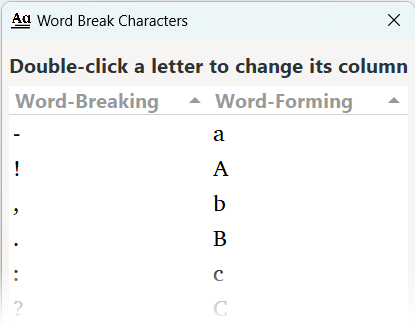 Aa Word Break Characters
Double-click a letter to change its column
Word-Breaking Word-Forming
- a
! A
, b
. B
: c
? C